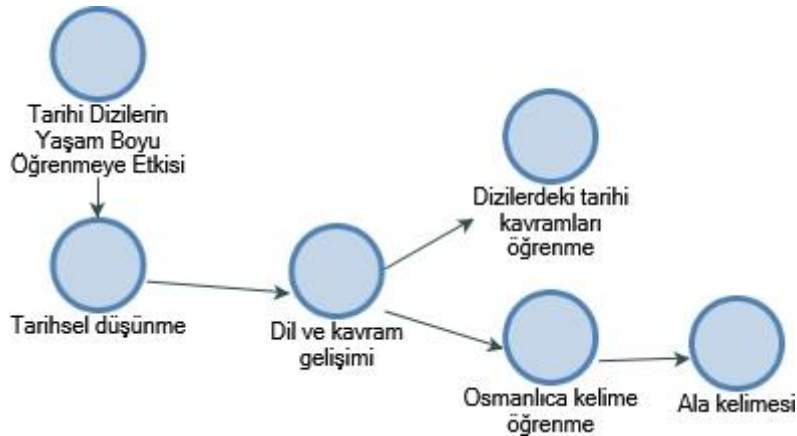 Tarihi Dizilerin
Yaşam Boyu
Öğrenmeye Etkisi
Tarihsel düşünme
Dil ve kavram
gelişimi
Dizilerdeki tarihi
kavramları
öğrenme
Osmanlıca kelime
öğrenme
Ala kelimesi